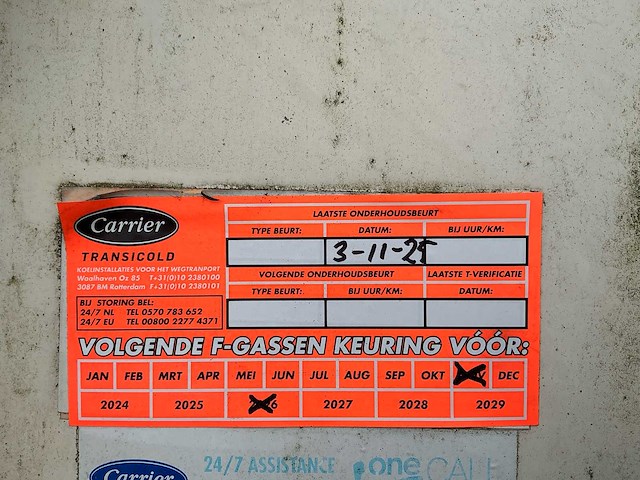 Carrier
TRANSICOLD
KOELINSTALLATIES VOOR HET WEGTRANPORT
Waalhaven Oz 85 T+31(0)10 2380100
3087 BM Rotterdam F+31(0)10 2380101
BIJ STORING BEL:
24/7 NL TEL 0570 783 652
24/7 EU TEL 00800 2277 4371
LAATSTE ONDERHOUDSBEURT
TYPE BEURT: DATUM: BIJ UUR/KM:
3-11-25
VOLGENDE ONDERHOUDSBEURT LAATSTE T-VERIFICATIE
TYPE BEURT: BIJ UUR/KM: DATUM:
VOLGENDE F-GASSEN KEURING VÓÓR:
JAN FEB MRT APR MEI JUN JUL AUG SEP OKT DEC
2024 2025 2026 2027 2028 2029
Carrier
24/7 ASSISTANCE one CALL